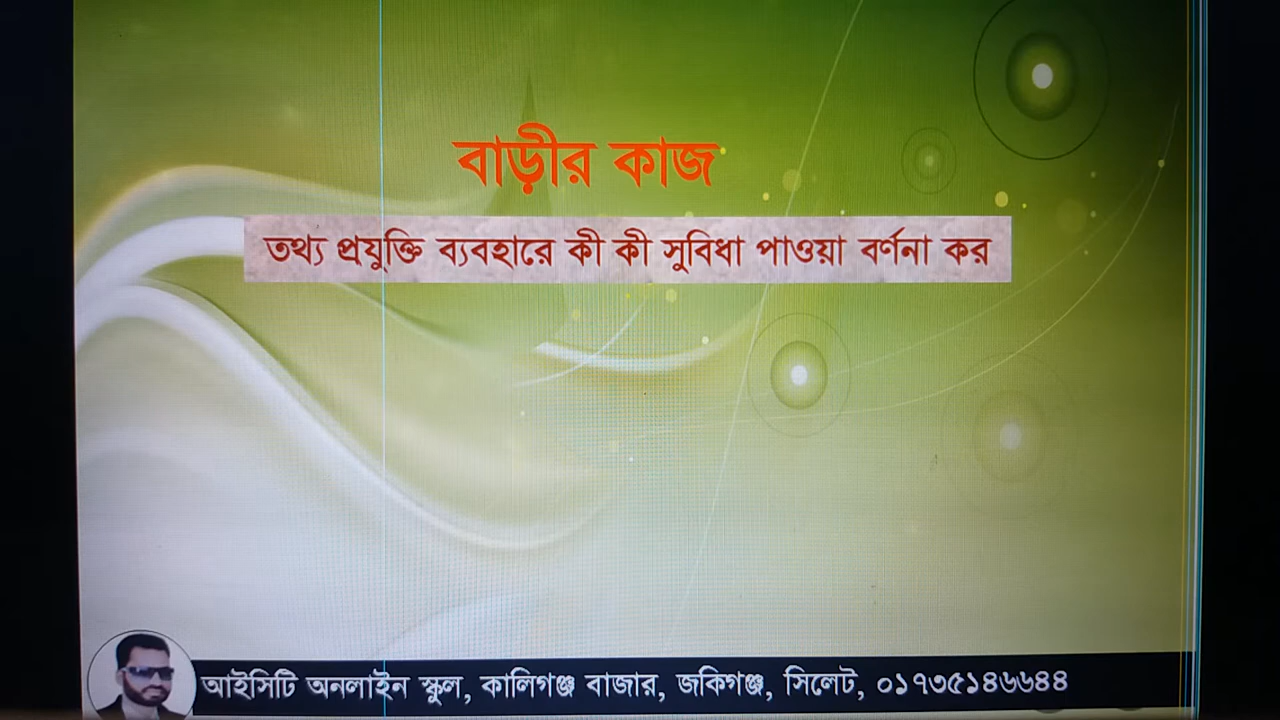 বাড়ীর কাজ
তথ্য প্রযুক্তি ব্যবহারে কী কী সুবিধা পাওয়া বর্ণনা কর
আইসিটি অনলাইন স্কুল, কালিগঞ্জ বাজার, জকিগঞ্জ, সিলেট, ০১৭৩৫১৪৬৬৪৪